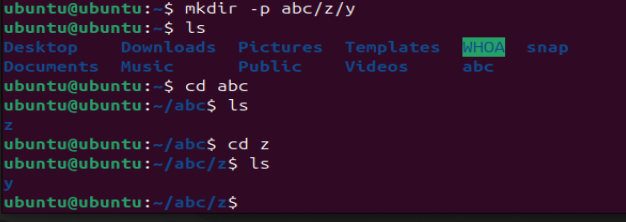 ubuntu@ubuntu:~$ mkdir -p abc/z/y
ubuntu@ubuntu:~$ ls
Desktop Downloads Pictures Templates WHOA snap
Documents Music Public Videos abc
ubuntu@ubuntu:~$ cd abc
ubuntu@ubuntu:~/abc$ ls
z
ubuntu@ubuntu:~/abc$ cd z
ubuntu@ubuntu:~/abc/z$ ls
y
ubuntu@ubuntu:~/abc/z$